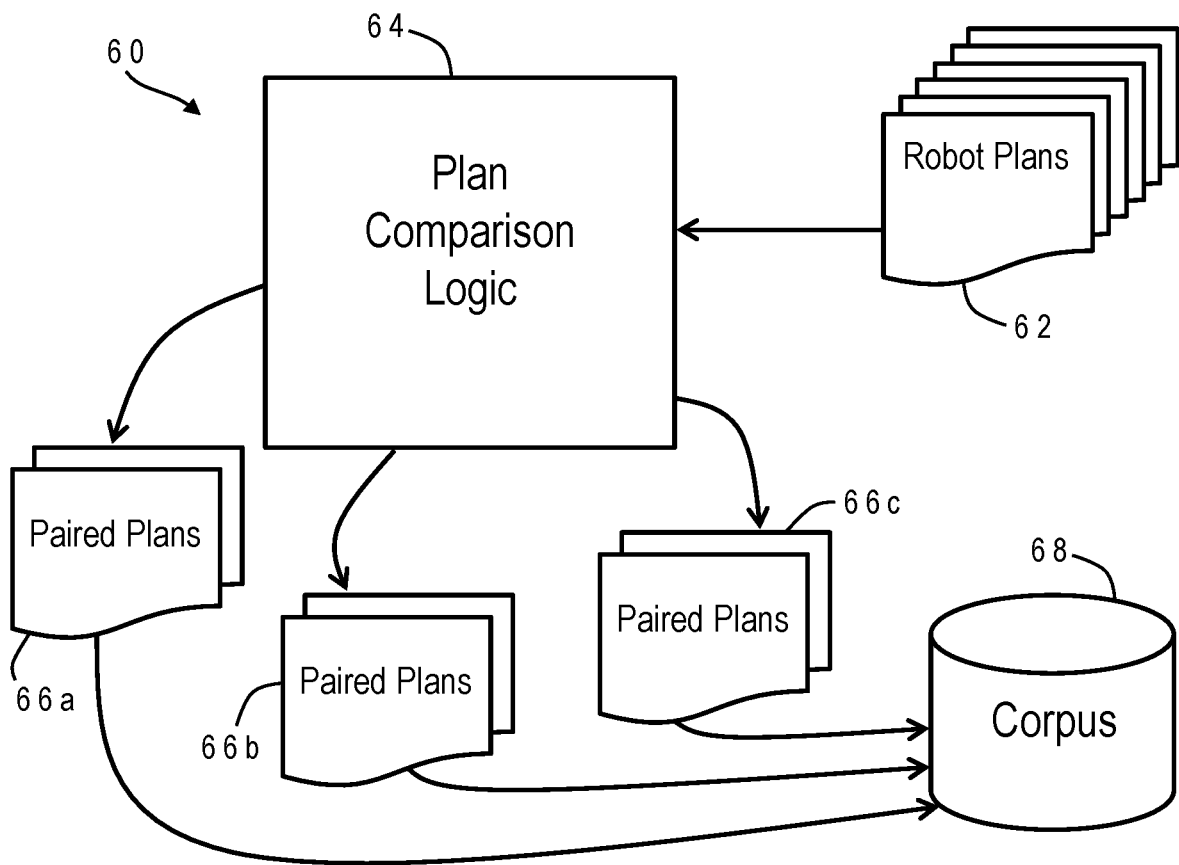 60
64
Robot Plans
Plan
Comparison
Logic
62
66c
Paired Plans
68
Paired Plans
Paired Plans
66a
66b
Corpus